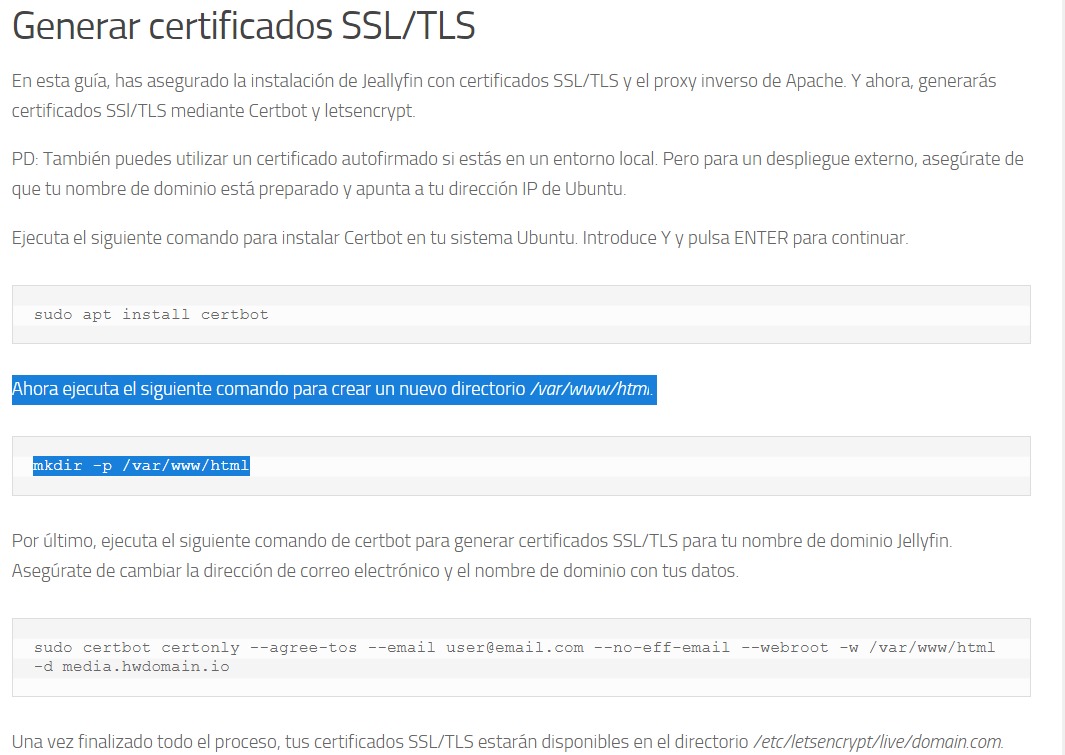 Generar certificados SSL/TLS
En esta guía, has asegurado la instalación de Jeallyfin con certificados SSL/TLS y el proxy inverso de Apache. Y ahora, generarás
certificados SSl/TLS mediante Certbot y letsencrypt.
PD: También puedes utilizar un certificado autofirmado si estás en un entorno local. Pero para un despliegue externo, asegúrate de
que tu nombre de dominio está preparado y apunta a tu dirección IP de Ubuntu.
Ejecuta el siguiente comando para instalar Certbot en tu sistema Ubuntu. Introduce Y y pulsa ENTER para continuar.
sudo apt install certbot
Ahora ejecuta el siguiente comando para crear un nuevo directorio /var/www/html.
mkdir -p /var/www/html
Por último, ejecuta el siguiente comando de certbot para generar certificados SSL/TLS para tu nombre de dominio Jellyfin.
Asegúrate de cambiar la dirección de correo electrónico y el nombre de dominio con tus datos.
sudo certbot certonly --agree-tos --email user@email.com --no-eff-email --webroot -w /var/www/html
-d media.hwdomain.io
Una vez finalizado todo el proceso, tus certificados SSL/TLS estarán disponibles en el directorio /etc/letsencrypt/live/domain.com.